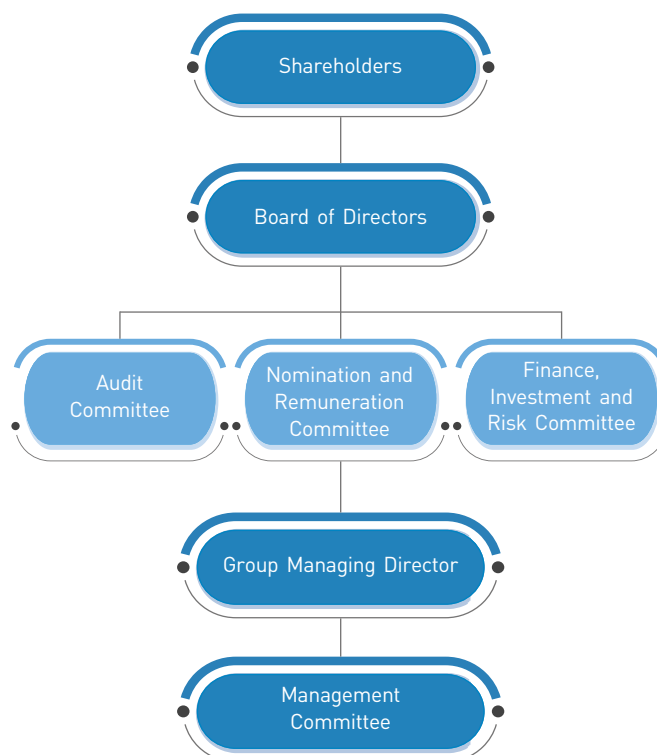 Shareholders
Board of Directors
Audit
Committee
Nomination and
Remuneration
Committee
Finance,
Investment and
Risk Committee
Group Managing Director
Management
Committee